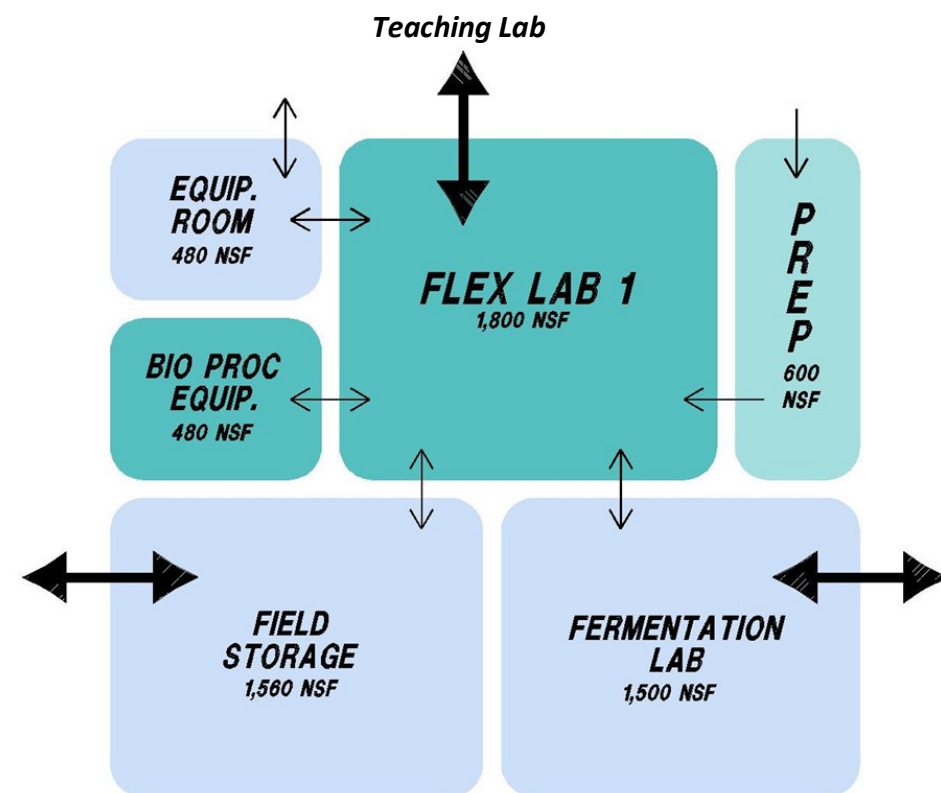 Teaching Lab
EQUIP.
ROOM
480 NSF
FLEX LAB 1
1,800 NSF
P
R
E
P
600
NSF
BIO PROC
EQUIP.
480 NSF
FIELD
STORAGE
1,560 NSF
FERMENTATION
LAB
1,500 NSF